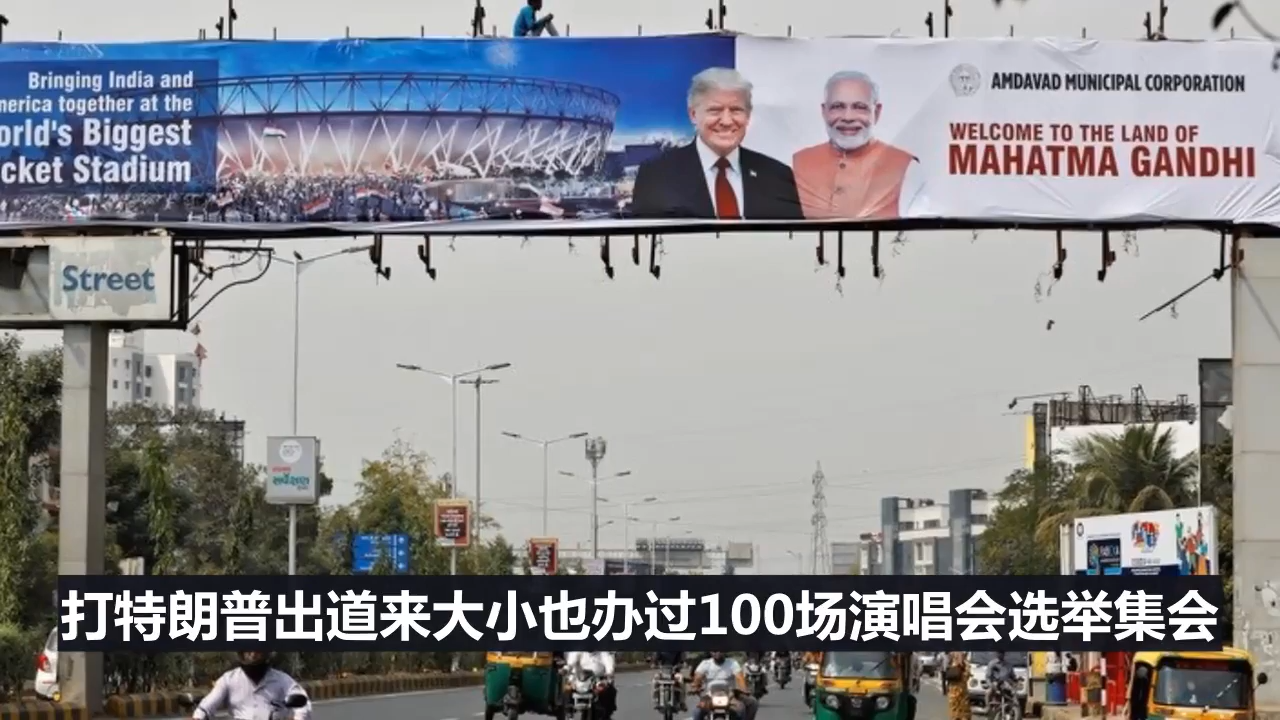 Bringing India and
merica together at the
orld's Biggest
cket Stadium
AMDAVAD MUNICIPAL CORPORATION
WELCOME TO THE LAND OF
MAHATMA GANDHI
Street
打特朗普出道来大小也办过100场演唱会选举集会